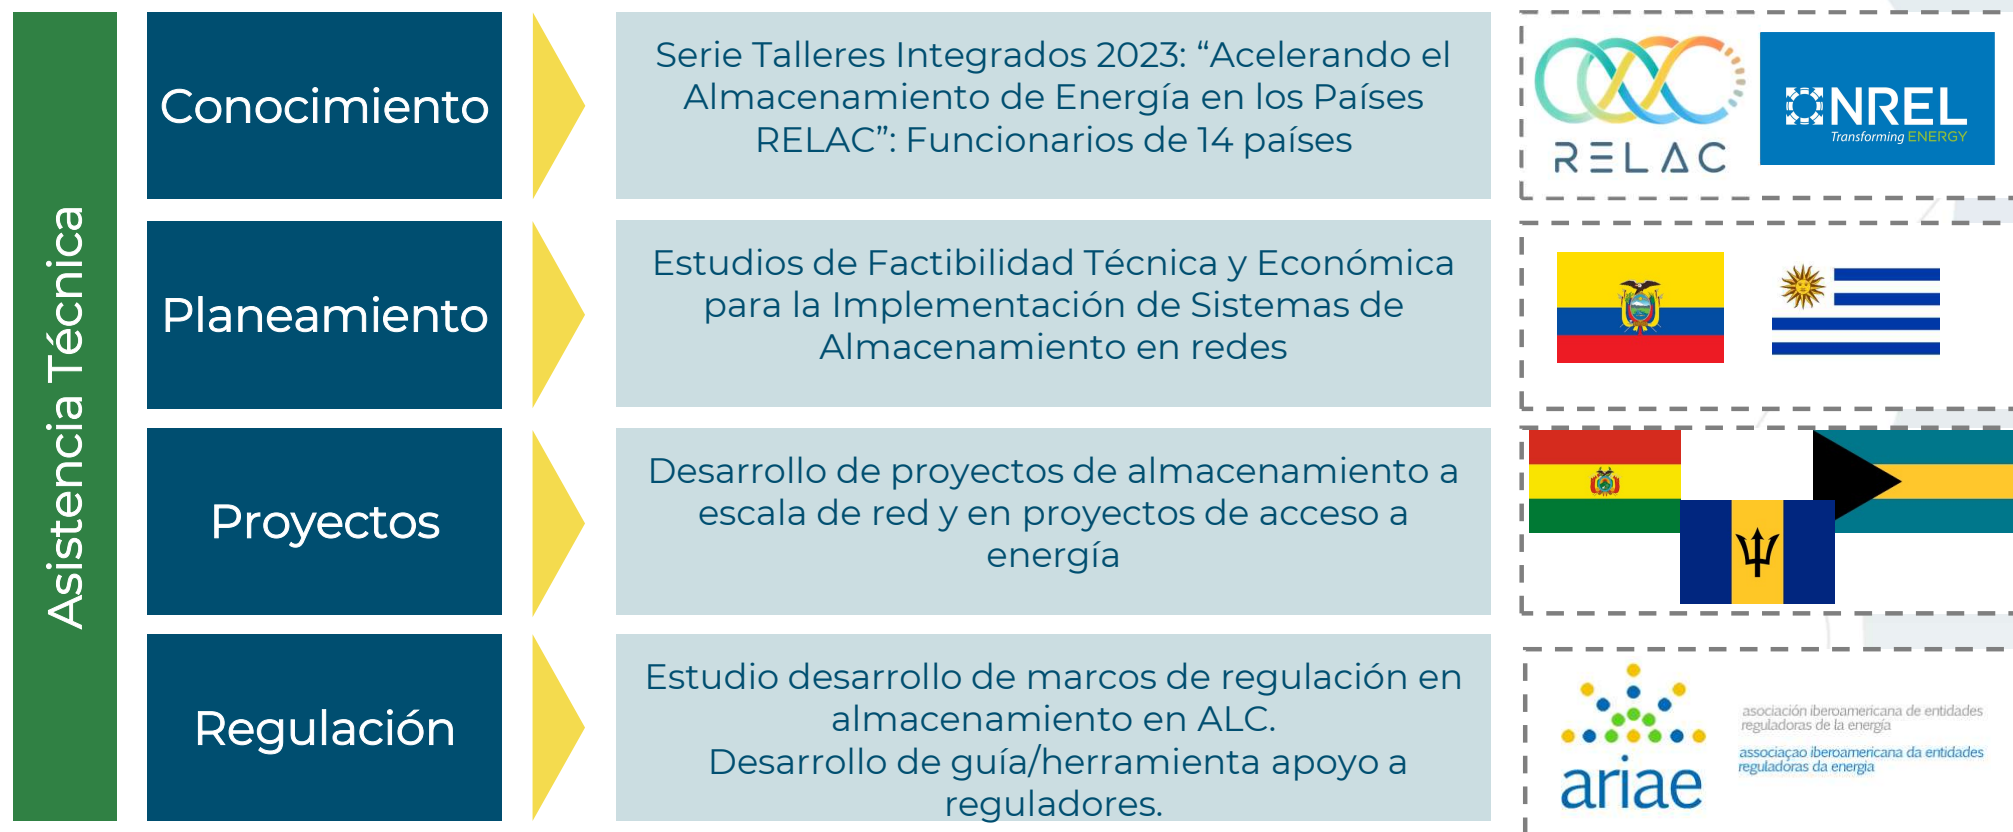 Asistencia Técnica
Conocimiento
Serie Talleres Integrados 2023: “Acelerando el
Almacenamiento de Energía en los Países
RELAC”: Funcionarios de 14 países
RELAC
NREL
Transforming ENERGY
Planeamiento
Estudios de Factibilidad Técnica y Económica
para la Implementación de Sistemas de
Almacenamiento en redes
Proyectos
Desarrollo de proyectos de almacenamiento a
escala de red y en proyectos de acceso a
energía
Regulación
Estudio desarrollo de marcos de regulación en
almacenamiento en ALC.
Desarrollo de guía/herramienta apoyo a
reguladores.
ariae
asociación iberoamericana de entidades
reguladoras de la energía
associaçao iberoamericana da entidades
reguladoras da energia